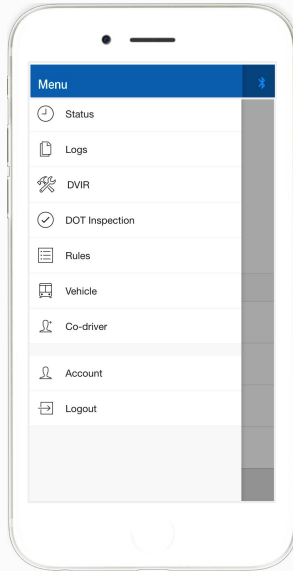 Menu
Status
Logs
DVIR
DOT Inspection
Rules
Vehicle
Co-driver
Account
Logout